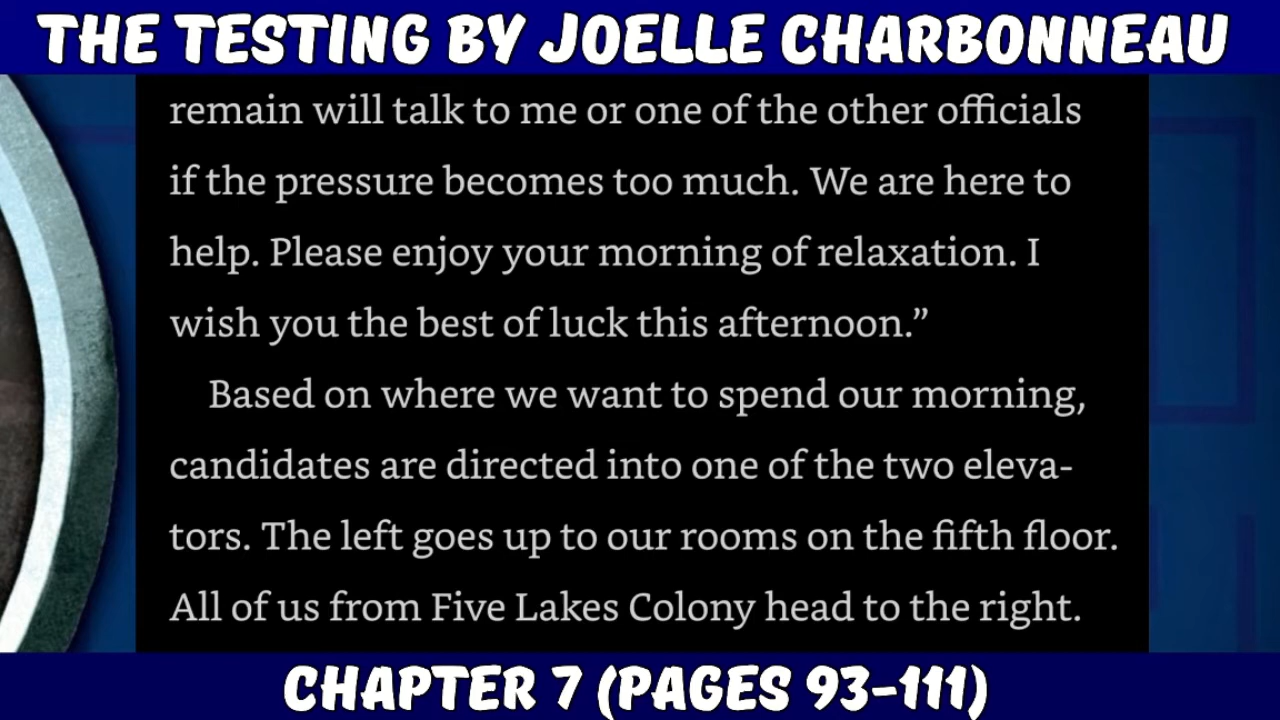 THE TESTING BY JOELLE CHARBONNEAU
remain will talk to me or one of the other officials
if the pressure becomes too much. We are here to
help. Please enjoy your morning of relaxation. I
wish you the best of luck this afternoon.”
Based on where we want to spend our morning,
candidates are directed into one of the two eleva-
tors. The left goes up to our rooms on the fifth floor.
All of us from Five Lakes Colony head to the right.
CHAPTER 7 (PAGES 93-111)